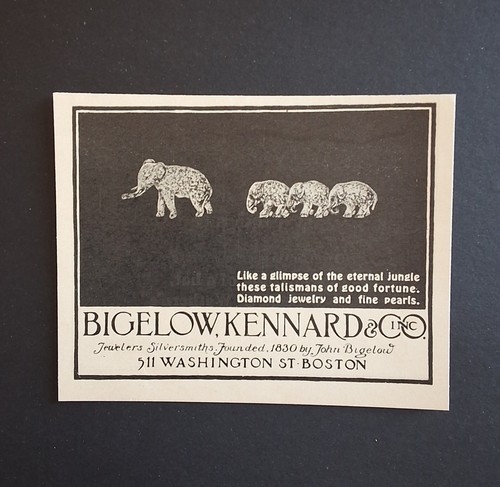 Like a glimpse of the eternal jungle
these talismans of good fortune.
Diamond jewelry and fine pearls.
BIGELOW, KENNARD & CO. INC
Jewelers Silversmiths. Founded, 1830 by, John Bigelow
511 WASHINGTON ST· BOSTON